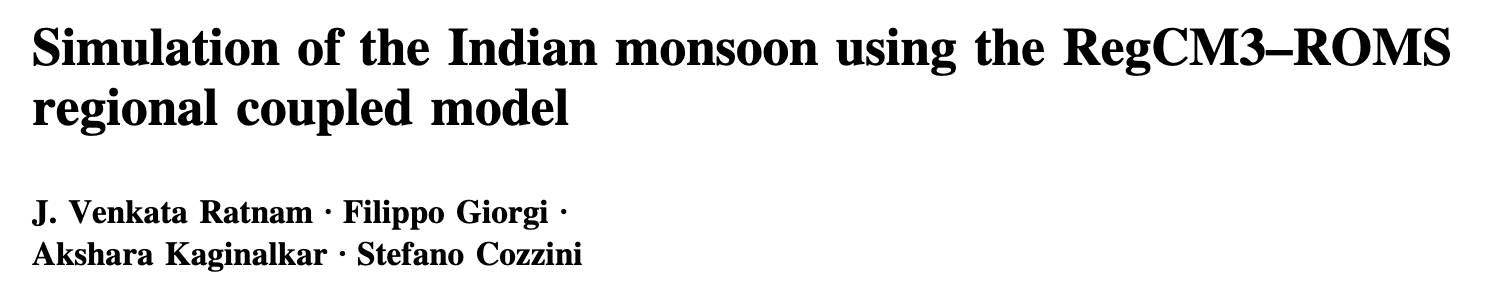 Simulation of the Indian monsoon using the RegCM3–ROMS
regional coupled model
J. Venkata Ratnam · Filippo Giorgi ·
Akshara Kaginalkar · Stefano Cozzini